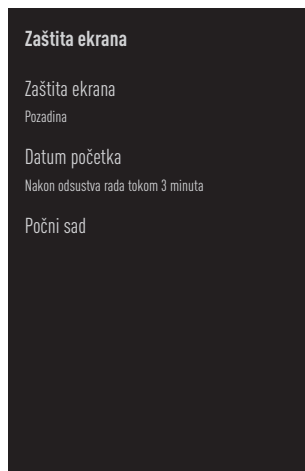 Zaštita ekrana
Zaštita ekrana
Pozadina
Datum početka
Nakon odsustva rada tokom 3 minuta
Počni sad